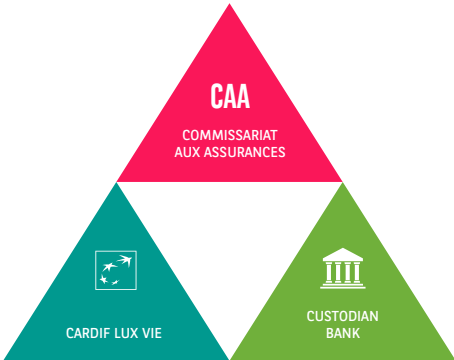 CAA
COMMISSARIAT
AUX ASSURANCES
CARDIF LUX VIE
CUSTODIAN
BANK